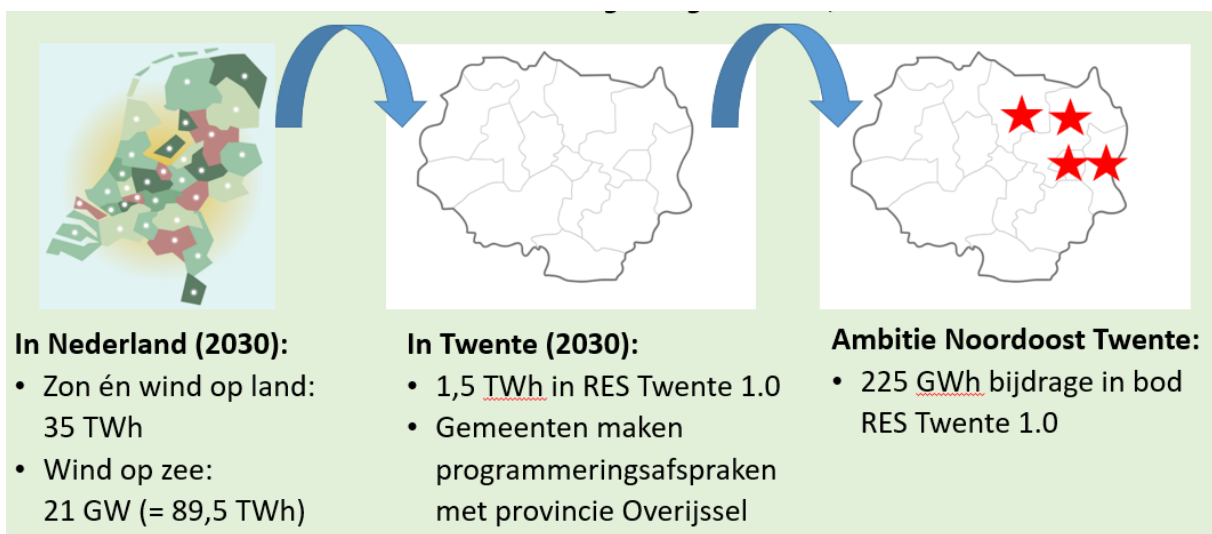 In Nederland (2030):
• Zon én wind op land:
35 TWh
• Wind op zee:
21 GW (= 89,5 TWh)
In Twente (2030):
• 1,5 TWh in RES Twente 1.0
• Gemeenten maken
programmeringsafspraken
met provincie Overijssel
Ambitie Noordoost Twente:
• 225 GWh bijdrage in bod
RES Twente 1.0